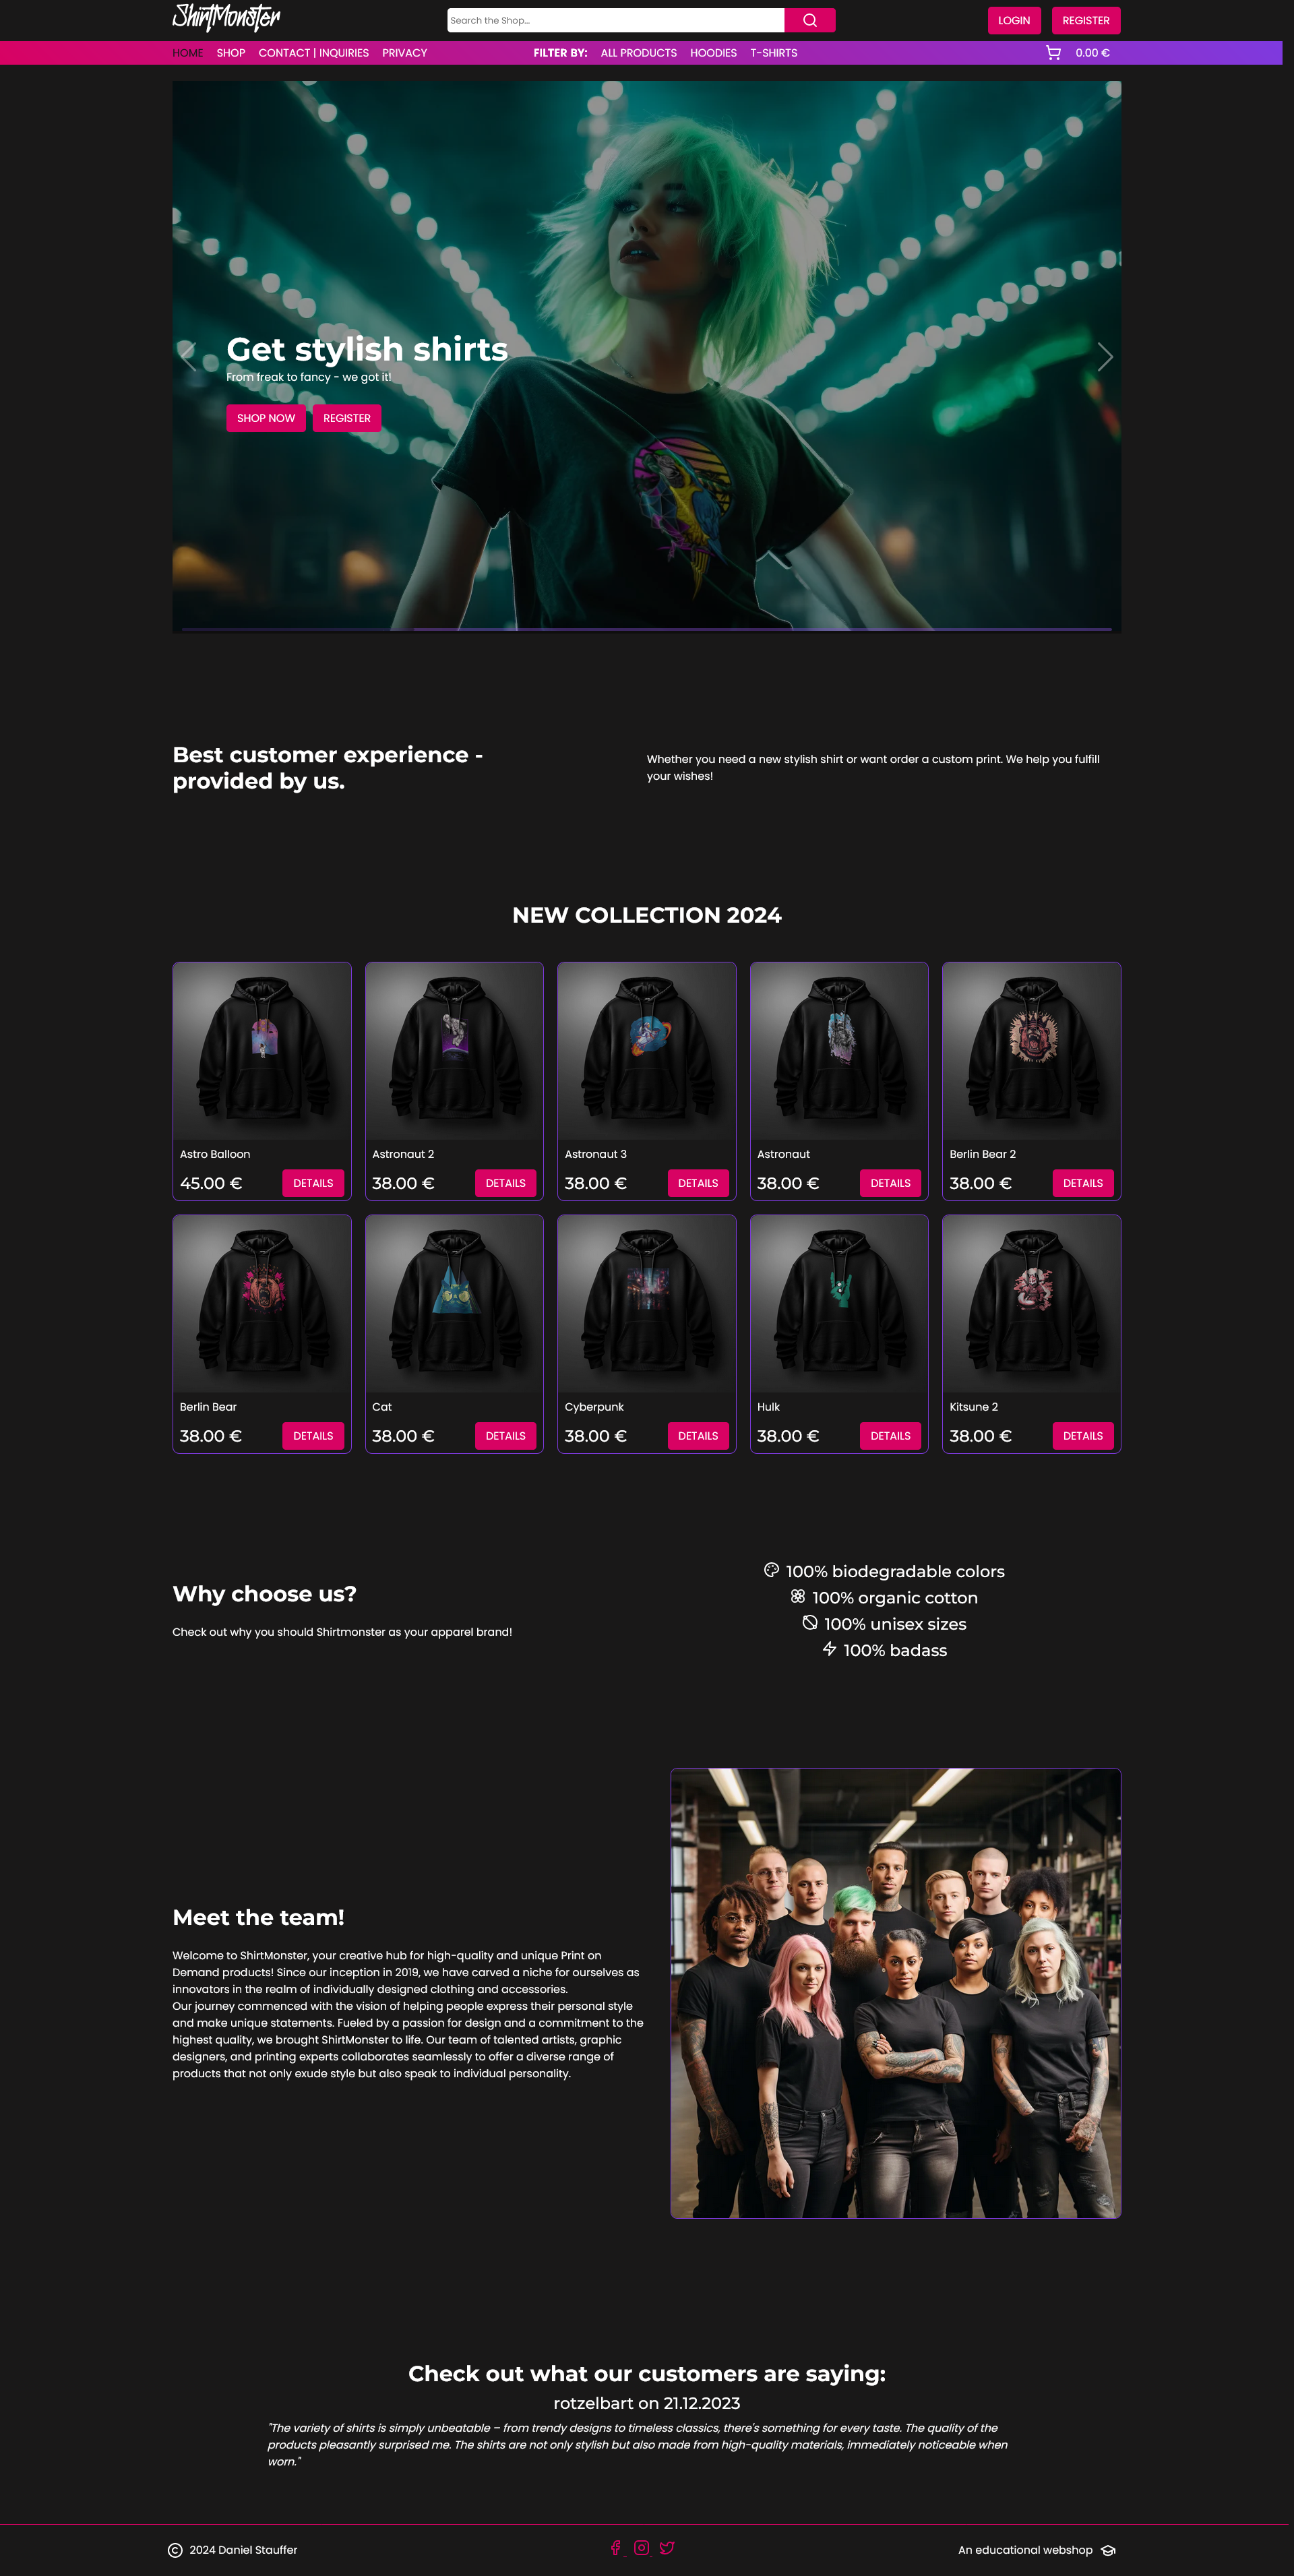 ShirtMonster
Search the Shop...
LOGIN
REGISTER
HOME
SHOP
CONTACT | INQUIRIES
PRIVACY
FILTER BY:
ALL PRODUCTS
HOODIES
T-SHIRTS
0.00 €
Get stylish shirts
From freak to fancy - we got it!
SHOP NOW
REGISTER
Best customer experience -
provided by us.
Whether you need a new stylish shirt or want order a custom print. We help you fulfill
your wishes!
NEW COLLECTION 2024
Astro Balloon
45.00 €
DETAILS
Astronaut 2
38.00 €
DETAILS
Astronaut 3
38.00 €
DETAILS
Astronaut
38.00 €
DETAILS
Berlin Bear 2
38.00 €
DETAILS
Berlin Bear
38.00 €
DETAILS
Cat
38.00 €
DETAILS
Cyberpunk
38.00 €
DETAILS
Hulk
38.00 €
DETAILS
Kitsune 2
38.00 €
DETAILS
Why choose us?
Check out why you should Shirtmonster as your apparel brand!
100% biodegradable colors
100% organic cotton
100% unisex sizes
100% badass
Meet the team!
Welcome to ShirtMonster, your creative hub for high-quality and unique Print on
Demand products! Since our inception in 2019, we have carved a niche for ourselves as
innovators in the realm of individually designed clothing and accessories.
Our journey commenced with the vision of helping people express their personal style
and make unique statements. Fueled by a passion for design and a commitment to the
highest quality, we brought ShirtMonster to life. Our team of talented artists, graphic
designers, and printing experts collaborates seamlessly to offer a diverse range of
products that not only exude style but also speak to individual personality.
Check out what our customers are saying:
rotzelbart on 21.12.2023
"The variety of shirts is simply unbeatable – from trendy designs to timeless classics, there's something for every taste. The quality of the
products pleasantly surprised me. The shirts are not only stylish but also made from high-quality materials, immediately noticeable when
worn."
© 2024 Daniel Stauffer
An educational webshop